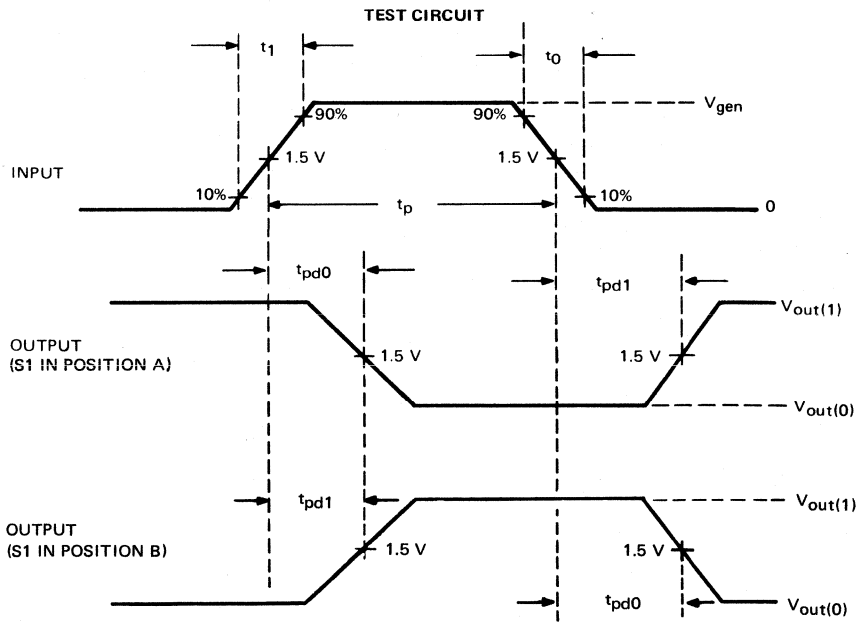 TEST CIRCUIT
t1
t0
90%
90%
Vgen
1.5 V
1.5 V
INPUT
10%
tp
10%
0
tpd0
tpd1
Vout(1)
OUTPUT
(S1 IN POSITION A)
1.5 V
1.5 V
Vout(0)
tpd1
Vout(1)
OUTPUT
(S1 IN POSITION B)
1.5 V
1.5 V
tpd0
Vout(0)